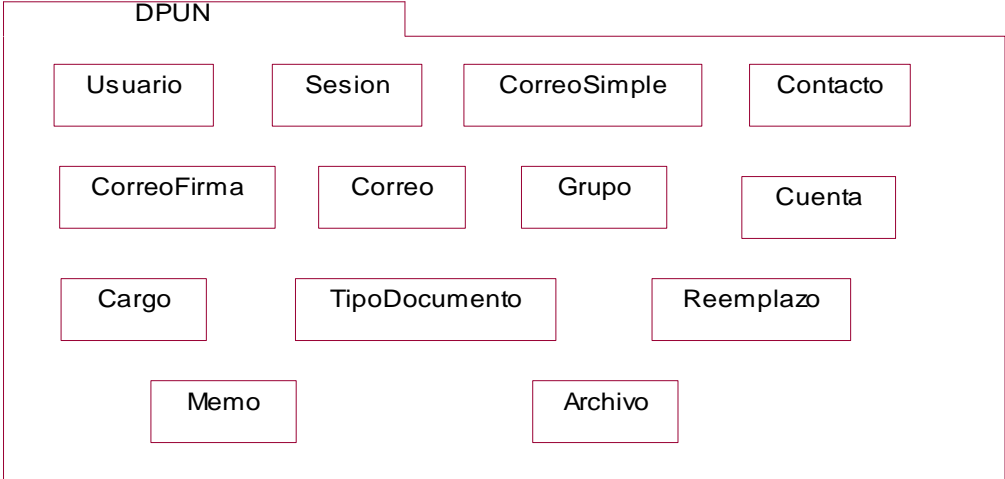 DPUN
Usuario
Sesion
CorreoSimple
Contacto
CorreoFirma
Correo
Grupo
Cuenta
Cargo
TipoDocumento
Reemplazo
Memo
Archivo